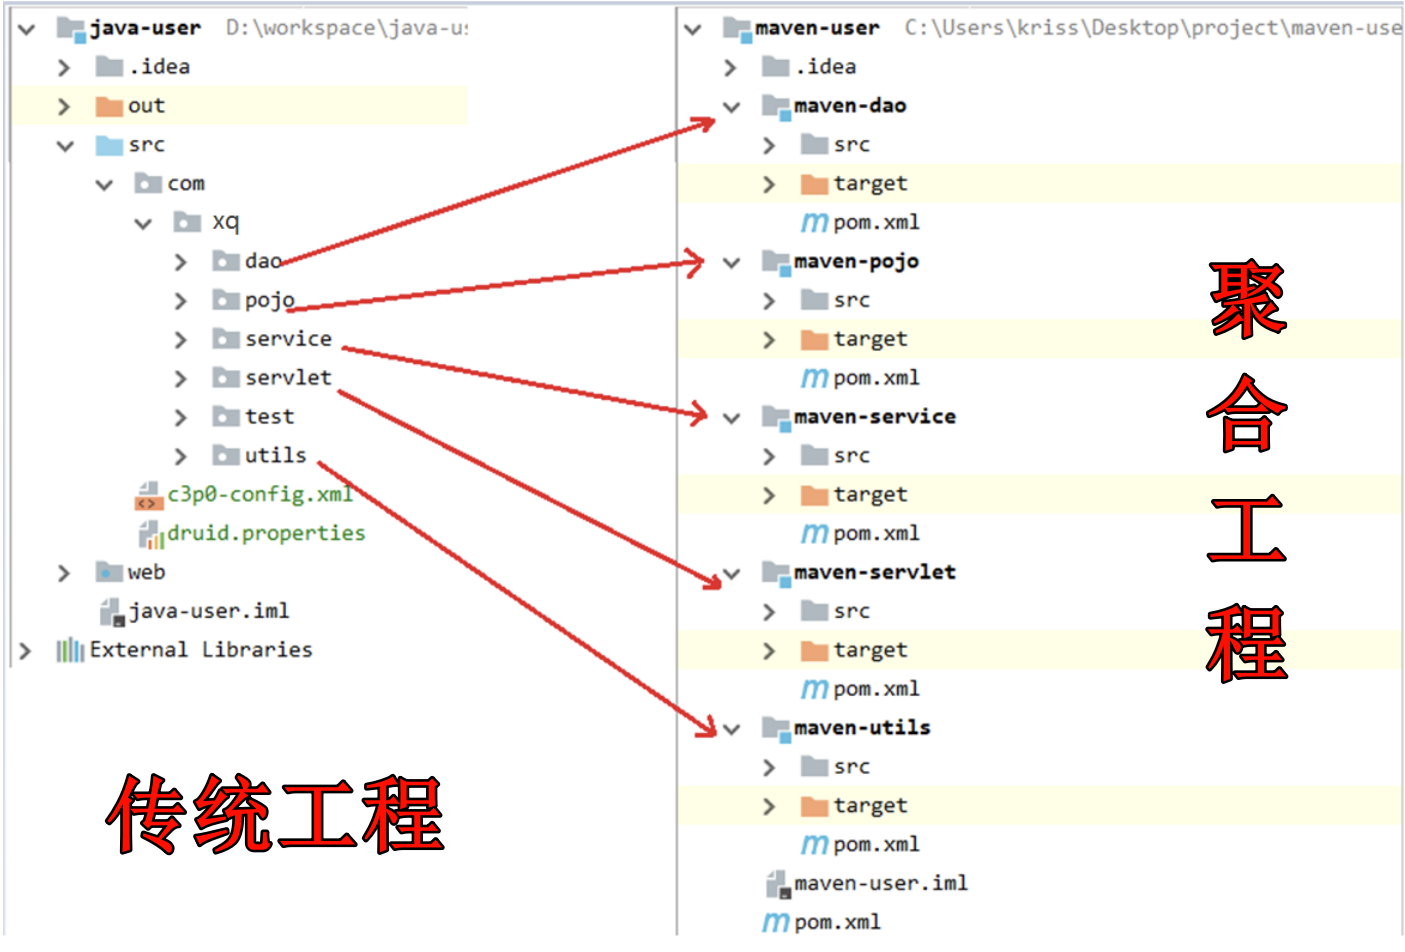 java-user D:\workspace\java-us
.idea
out
src
com
xq
dao
pojo
service
servlet
test
utils
c3p0-config.xml
druid.properties
web
java-user.iml
External Libraries
传统工程
maven-user C:\Users\kriss\Desktop\project\maven-use
.idea
maven-dao
src
target
pom.xml
maven-pojo
src
target
pom.xml
maven-service
src
target
pom.xml
maven-servlet
src
target
pom.xml
maven-utils
src
target
pom.xml
maven-user.iml
pom.xml
聚合工程